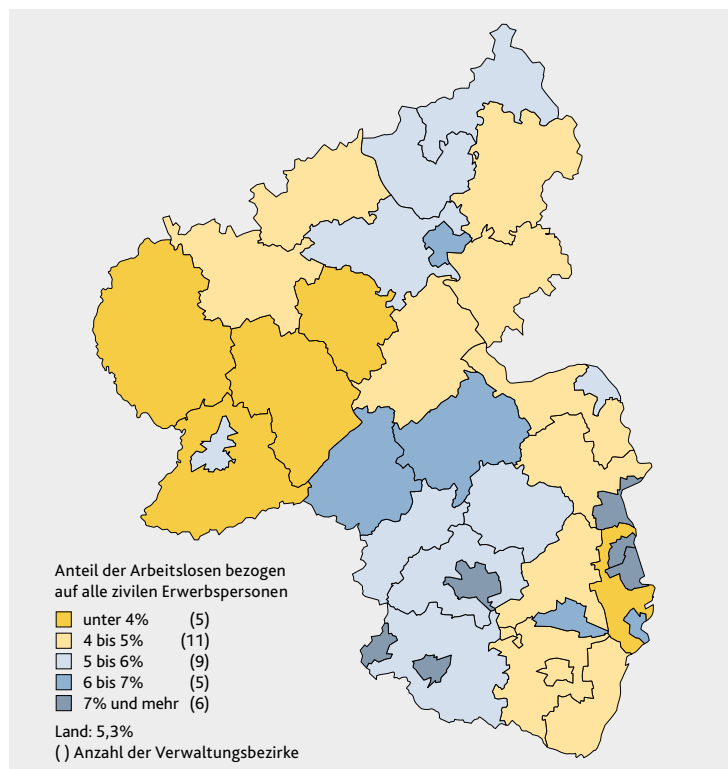 Anteil der Arbeitslosen bezogen
auf alle zivilen Erwerbspersonen
unter 4% (5)
4 bis 5% (11)
5 bis 6% (9)
6 bis 7% (5)
7% und mehr (6)
Land: 5,3%
( ) Anzahl der Verwaltungsbezirke